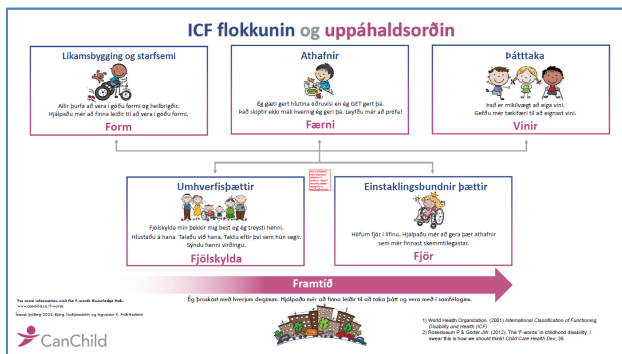 ICF flokkunin og uppáhaldsorðin
Líkamsbygging og starfsemi
Allir þurfa að vera í góðu formi og heilbrigðir.
Hjálpaðu mér að finna leiðir til að vera í góðu formi.
Form
Athafnir
Ég gæti gert hlutina öðruvísi en ég GET gert þá.
Það skiptir ekki máli hvernig ég geri þá. Leyfðu mér að prófa!
Færni
Þátttaka
Það er mikilvægt að eiga vini.
Gefðu mér tækifæri til að eignast vini.
Vinir
Umhverfisþættir
Fjölskylda mín þekkir mig best og ég treysti henni.
Hlustaðu á hana. Talaðu við hana. Taktu eftir því sem hún segir.
Sýndu henni virðingu.
Fjölskylda
Einstaklingsbundnir þættir
Höfum fjör í lífinu. Hjálpaðu mér að gera þær athafnir
sem mér finnast skemmtilegastar.
Fjör
Framtíð
Ég þroskast með hverjum deginum. Hjálpaðu mér að finna leiðir til að taka þátt og vera með í samfélaginu.
For more information visit the F-words Knowledge Hub:
www.canchild.ca/f-words
Íslensk þýðing 2022:
CanChild
1) World Health Organization. (2001) International Classification of Functioning,
Disability and Health (ICF)
2) Rosenbaum P & Gorter JW. (2012). The 'F-words' in childhood disability: I
swear this is how we should think! Child Care Health Dev; 38.